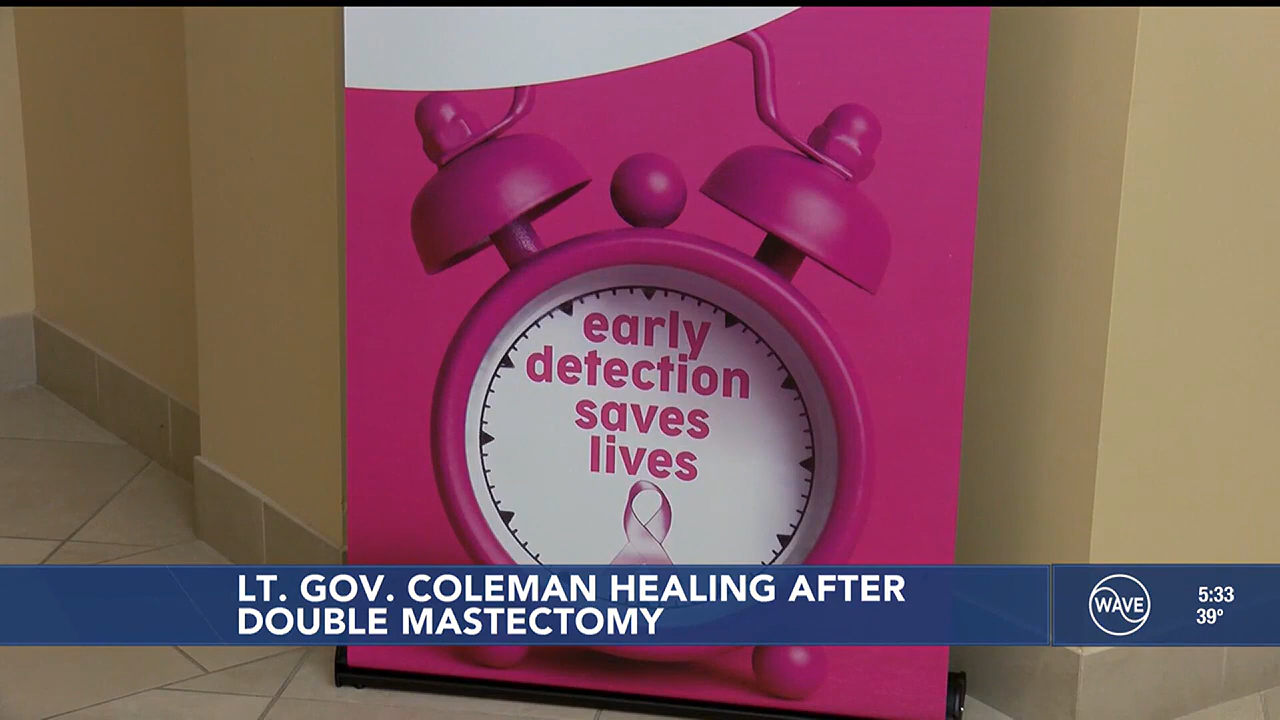 early
detection
saves
lives
LT. GOV. COLEMAN HEALING AFTER
DOUBLE MASTECTOMY
WAVE
5:33
39°